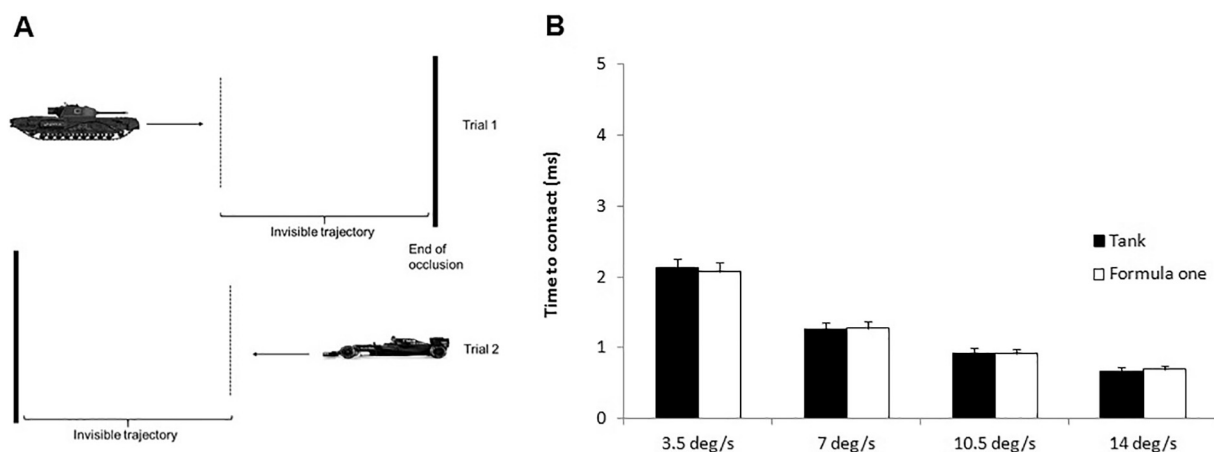 A
Trial 1
Invisible trajectory
End of
occlusion
Trial 2
Invisible trajectory
B
Time to contact (ms)
5
4
3
2
1
0
Tank
Formula one
3.5 deg/s
7 deg/s
10.5 deg/s
14 deg/s